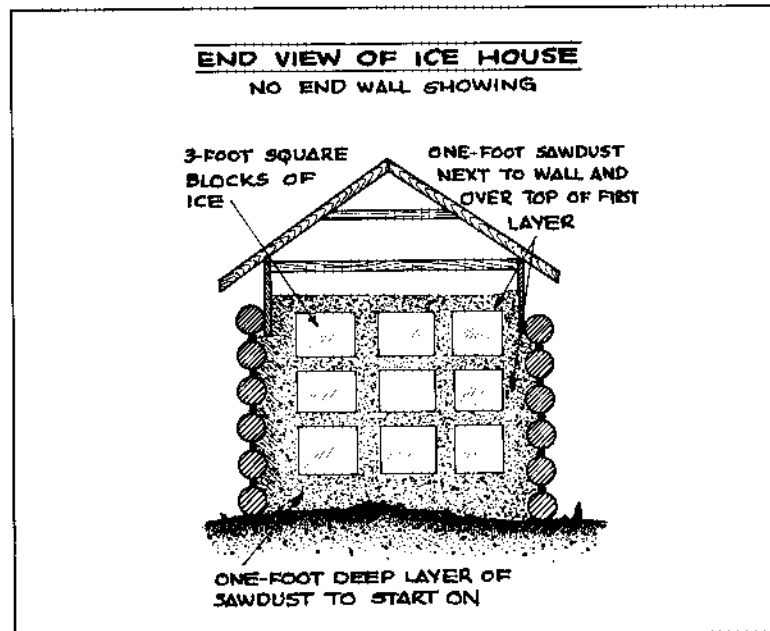 END VIEW OF ICE HOUSE
NO END WALL SHOWING
3-FOOT SQUARE
BLOCKS OF
ICE
ONE-FOOT SAWDUST
NEXT TO WALL AND
OVER TOP OF FIRST
LAYER
ONE-FOOT DEEP LAYER OF
SAWDUST TO START ON